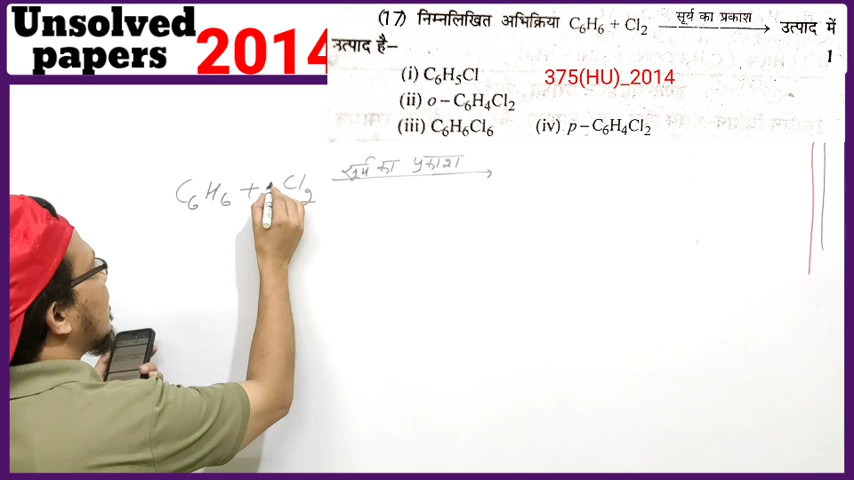 Unsolved
papers 2014
(17) निम्नलिखित अभिक्रिया C₆H₆ + Cl₂ सूर्य का प्रकाश → उत्पाद में
उत्पाद है–
1
(i) C₆H₅Cl 375(HU)_2014
(ii) o – C₆H₄Cl₂
(iii) C₆H₆Cl₆ (iv) p – C₆H₄Cl₂
C₆H₆ + Cl₂ सूर्य का प्रकाश →